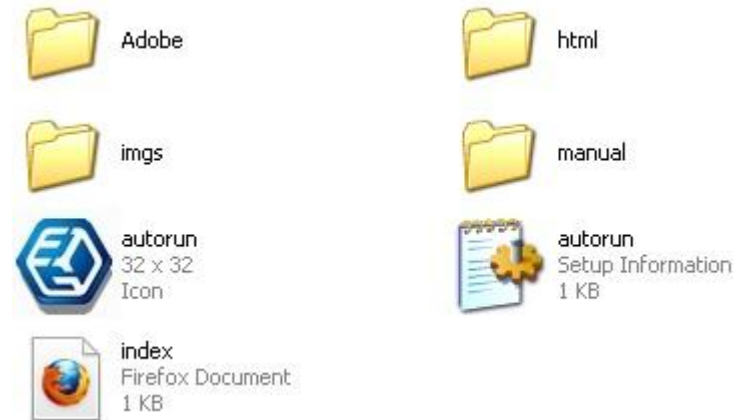 Adobe
html
imgs
manual
autorun
32 x 32
Icon
autorun
Setup Information
1 KB
index
Firefox Document
1 KB